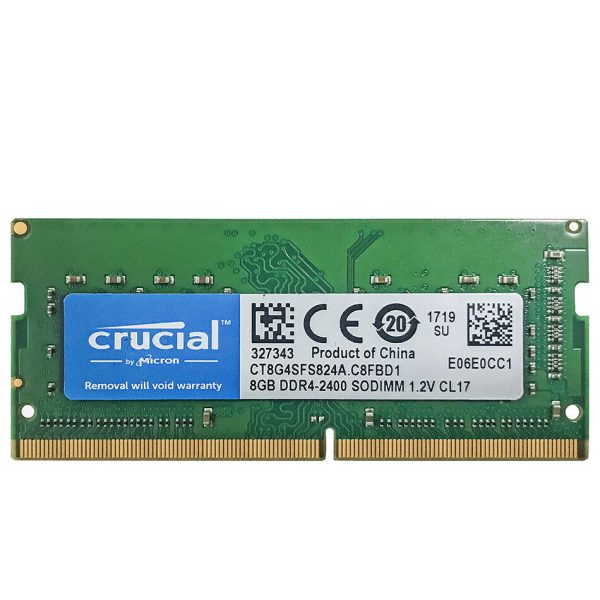 crucial™
by Micron
Removal will void warranty
327343
CE
20
1719
SU
Product of China
E06E0CC1
CT8G4SFS824A.C8FBD1
8GB DDR4-2400 SODIMM 1.2V CL17